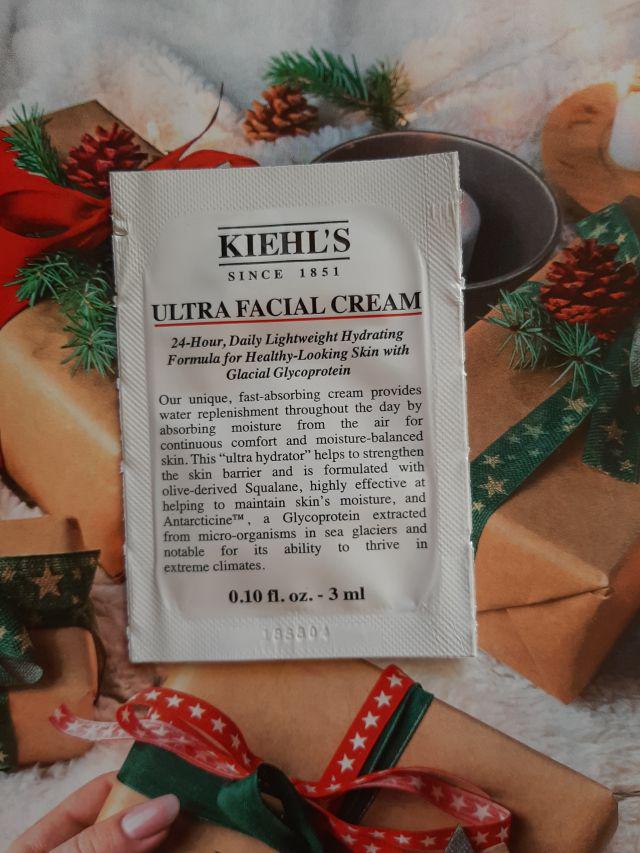 KIEHL'S
SINCE 1851
ULTRA FACIAL CREAM
24-Hour, Daily Lightweight Hydrating
Formula for Healthy-Looking Skin with
Glacial Glycoprotein
Our unique, fast-absorbing cream provides
water replenishment throughout the day by
absorbing moisture from the air for
continuous comfort and moisture-balanced
skin. This “ultra hydrator” helps to strengthen
the skin barrier and is formulated with
olive-derived Squalane, highly effective at
helping to maintain skin’s moisture, and
Antarcticine™, a Glycoprotein extracted
from micro-organisms in sea glaciers and
notable for its ability to thrive in
extreme climates.
0.10 fl. oz. - 3 ml